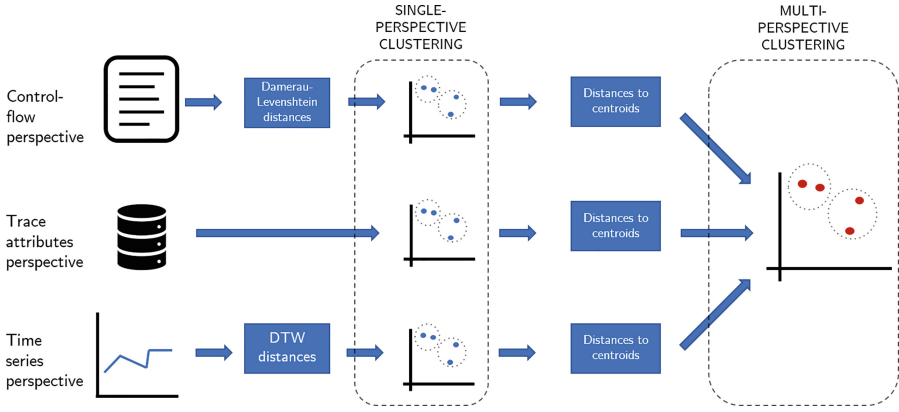 SINGLE-
PERSPECTIVE
CLUSTERING
MULTI-
PERSPECTIVE
CLUSTERING
Control-
flow
perspective
Damerau-
Levenshtein
distances
Distances to
centroids
Trace
attributes
perspective
Distances to
centroids
Time
series
perspective
DTW
distances
Distances to
centroids